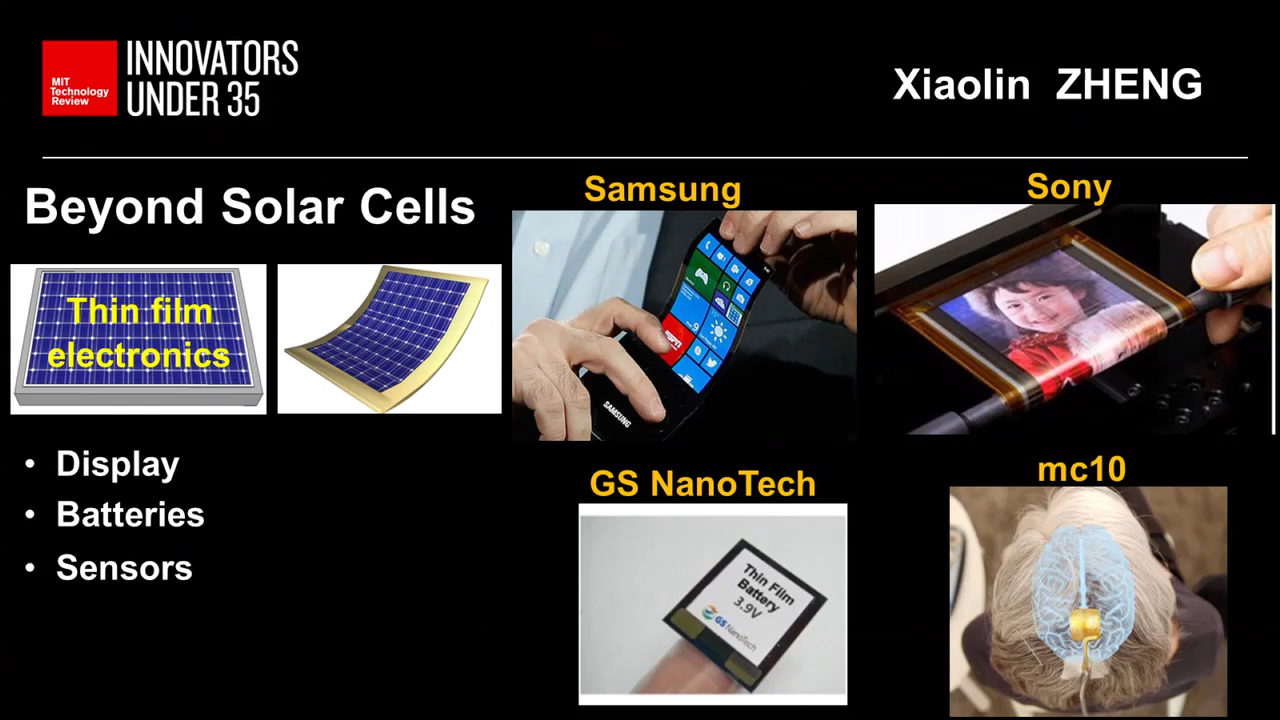 MIT
Technology
Review
INNOVATORS
UNDER 35
Xiaolin ZHENG
Beyond Solar Cells
Thin film
electronics
• Display
• Batteries
• Sensors
Samsung
ESPN
SAMSUNG
Sony
GS NanoTech
Thin Film
Battery
3.9V
GS NanoTech
mc10